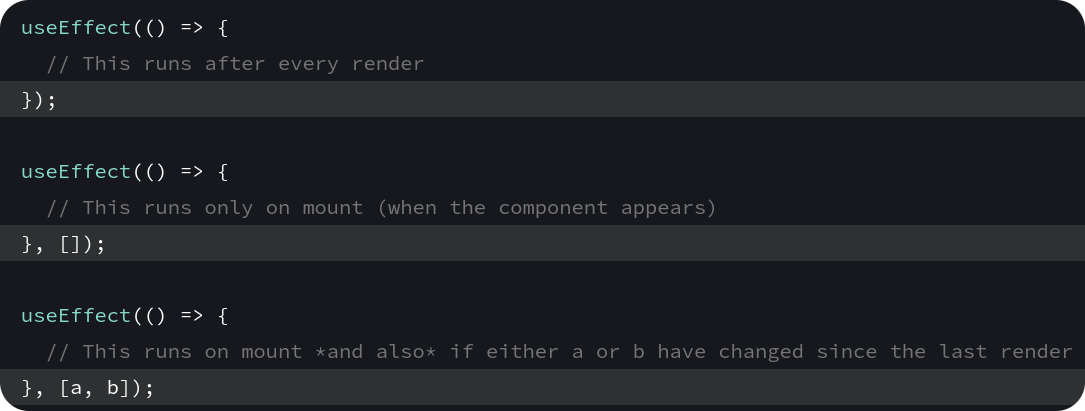 useEffect(() => {
  // This runs after every render
});

useEffect(() => {
  // This runs only on mount (when the component appears)
}, []);

useEffect(() => {
  // This runs on mount *and also* if either a or b have changed since the last render
}, [a, b]);